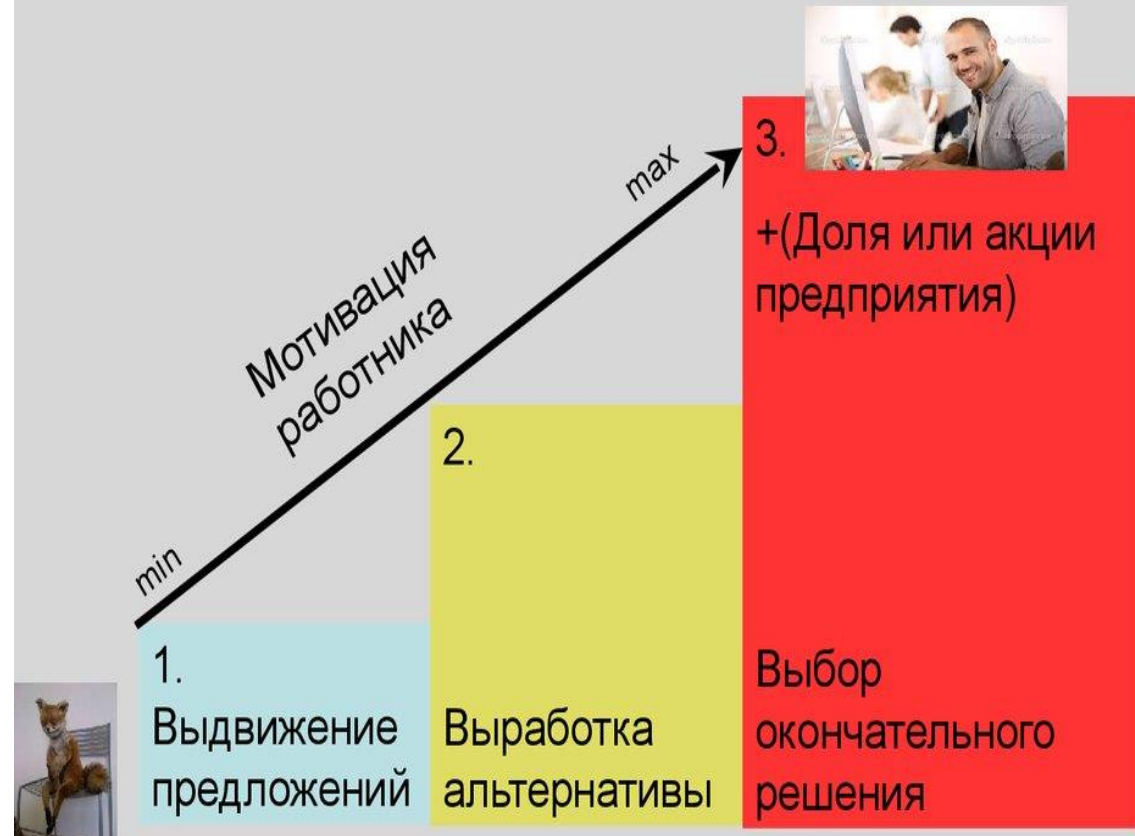 3.
+(Доля или акции
предприятия)
max
Мотивация
работника
min
2.
1.
Выдвижение
предложений
Выработка
альтернативы
Выбор
окончательного
решения